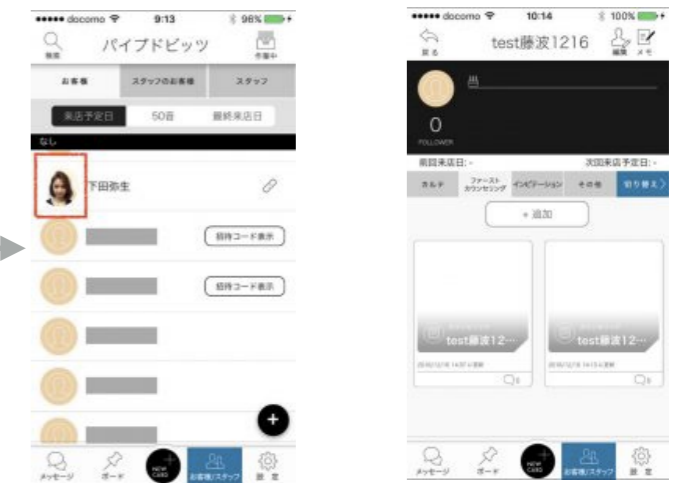 docomo 9:13 98%
検索
パイプドビッツ
作業中
お客様 スタッフのお客様 スタッフ
来店予定日 50音 最終来店日
なし
下田弥生
招待コード表示
招待コード表示
メッセージ ボード NEW CARD お客様/スタッフ 設定
docomo 10:14 100%
戻る
test藤波1216
編集 メモ
0
FOLLOWER
前回来店日:- 次回来店予定日:-
カルテ ファースト カウンセリング インビテーション その他 切り替え
+ 追加
test藤波12… test藤波12…
0 0
メッセージ ボード NEW CARD お客様/スタッフ 設定